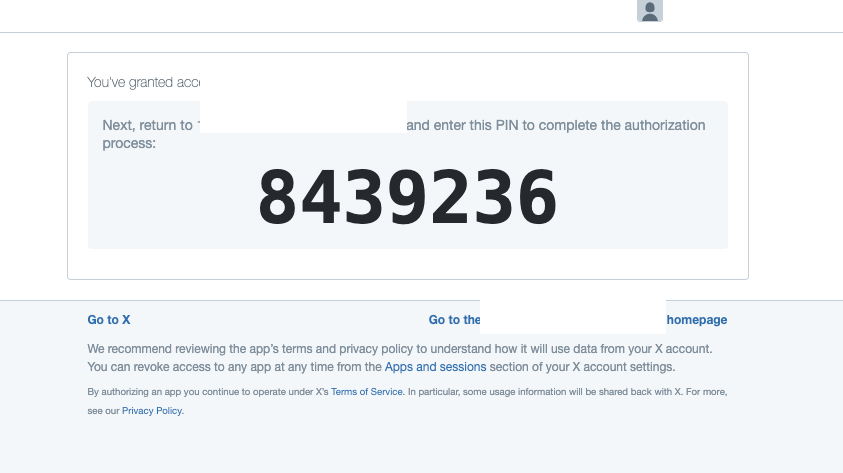 You've granted
Next, return to and enter this PIN to complete the authorization
process:
8439236
Go to X
Go to the homepage
We recommend reviewing the app's terms and privacy policy to understand how it will use data from your X account.
You can revoke access to any app at any time from the Apps and sessions section of your X account settings.
By authorizing an app you continue to operate under X's Terms of Service. In particular, some usage information will be shared back with X. For more,
see our Privacy Policy.